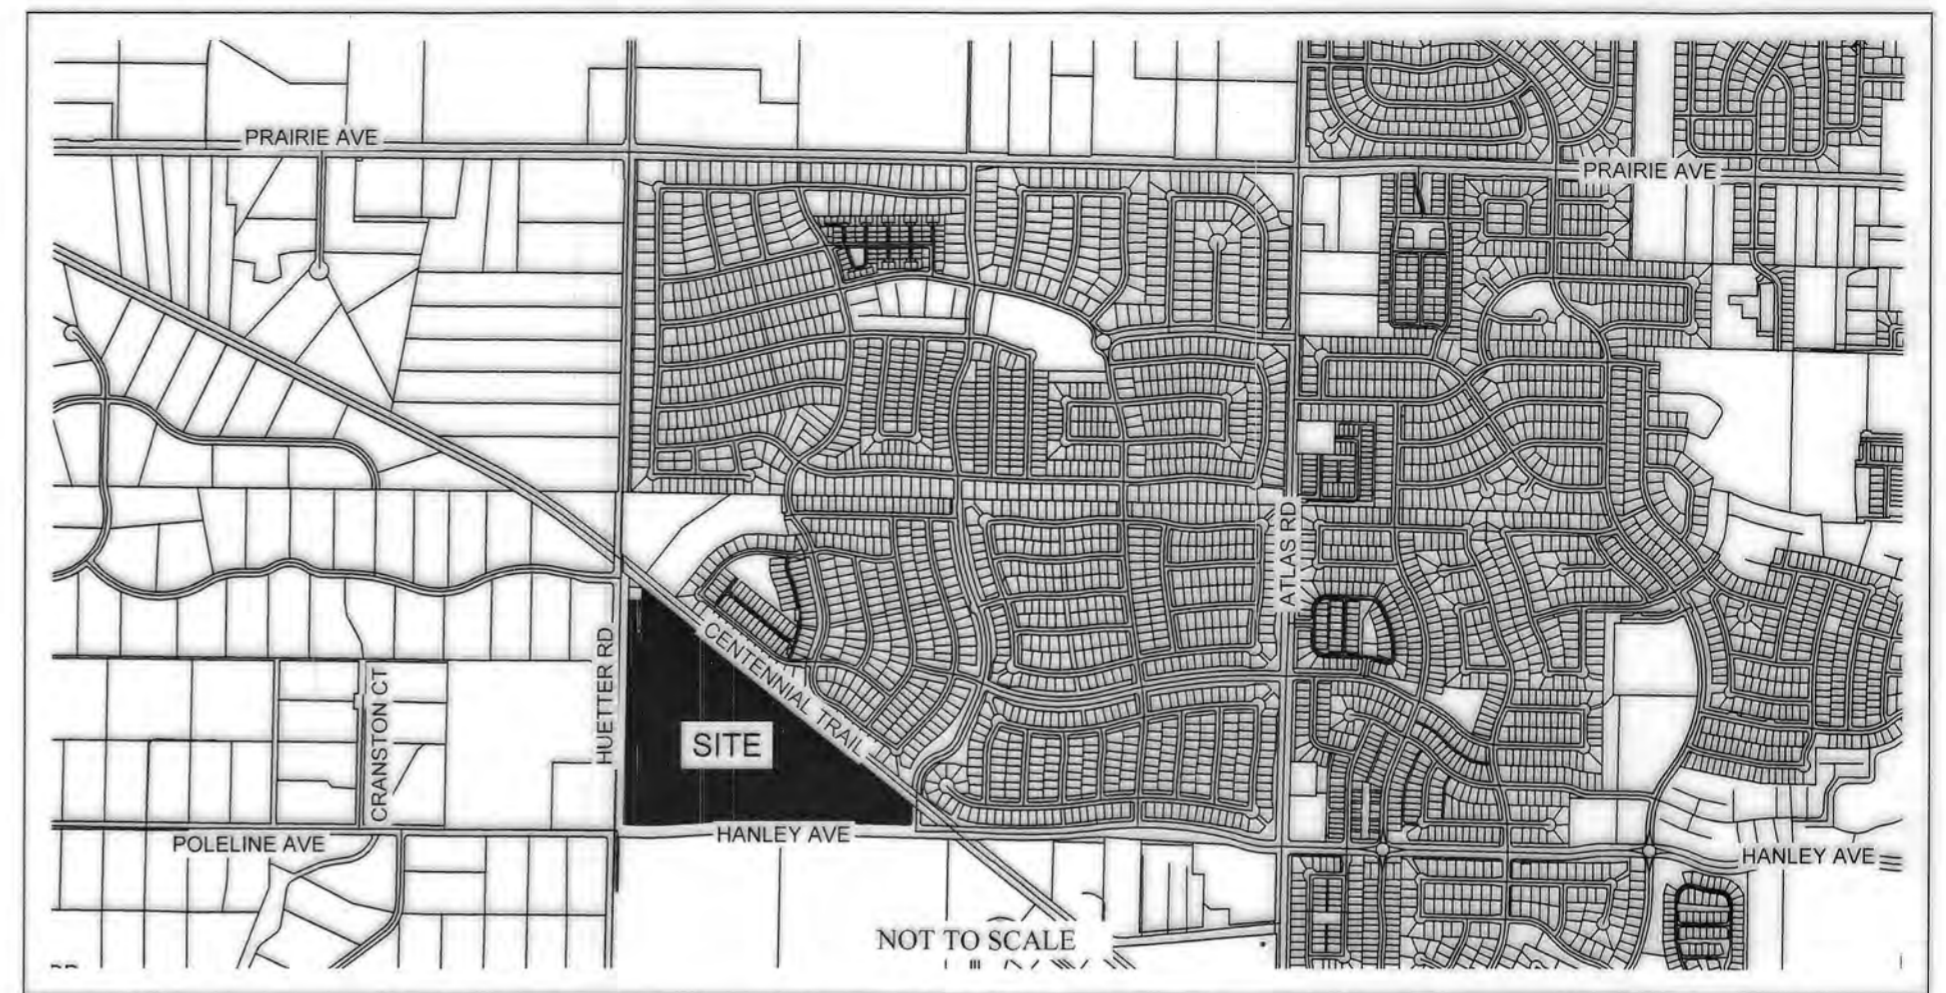 PRAIRIE AVE
PRAIRIE AVE
ATLAS RD
HUETTER RD
CENTENNIAL TRAIL
CRANSTON CT
SITE
POLELINE AVE
HANLEY AVE
HANLEY AVE
NOT TO SCALE